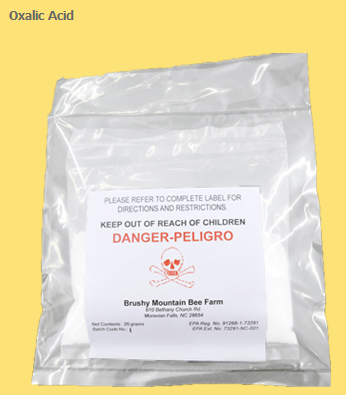 Oxalic Acid
PLEASE REFER TO COMPLETE LABEL FOR
DIRECTIONS AND RESTRICTIONS.
KEEP OUT OF REACH OF CHILDREN
DANGER-PELIGRO
Brushy Mountain Bee Farm
610 Bethany Church Rd
Moravian Falls, NC 28654
Net Contents: 35 grams EPA Reg. No. 91266-1-73291
Batch Code No.: 1 EPA Est. No. 73291-NC-001